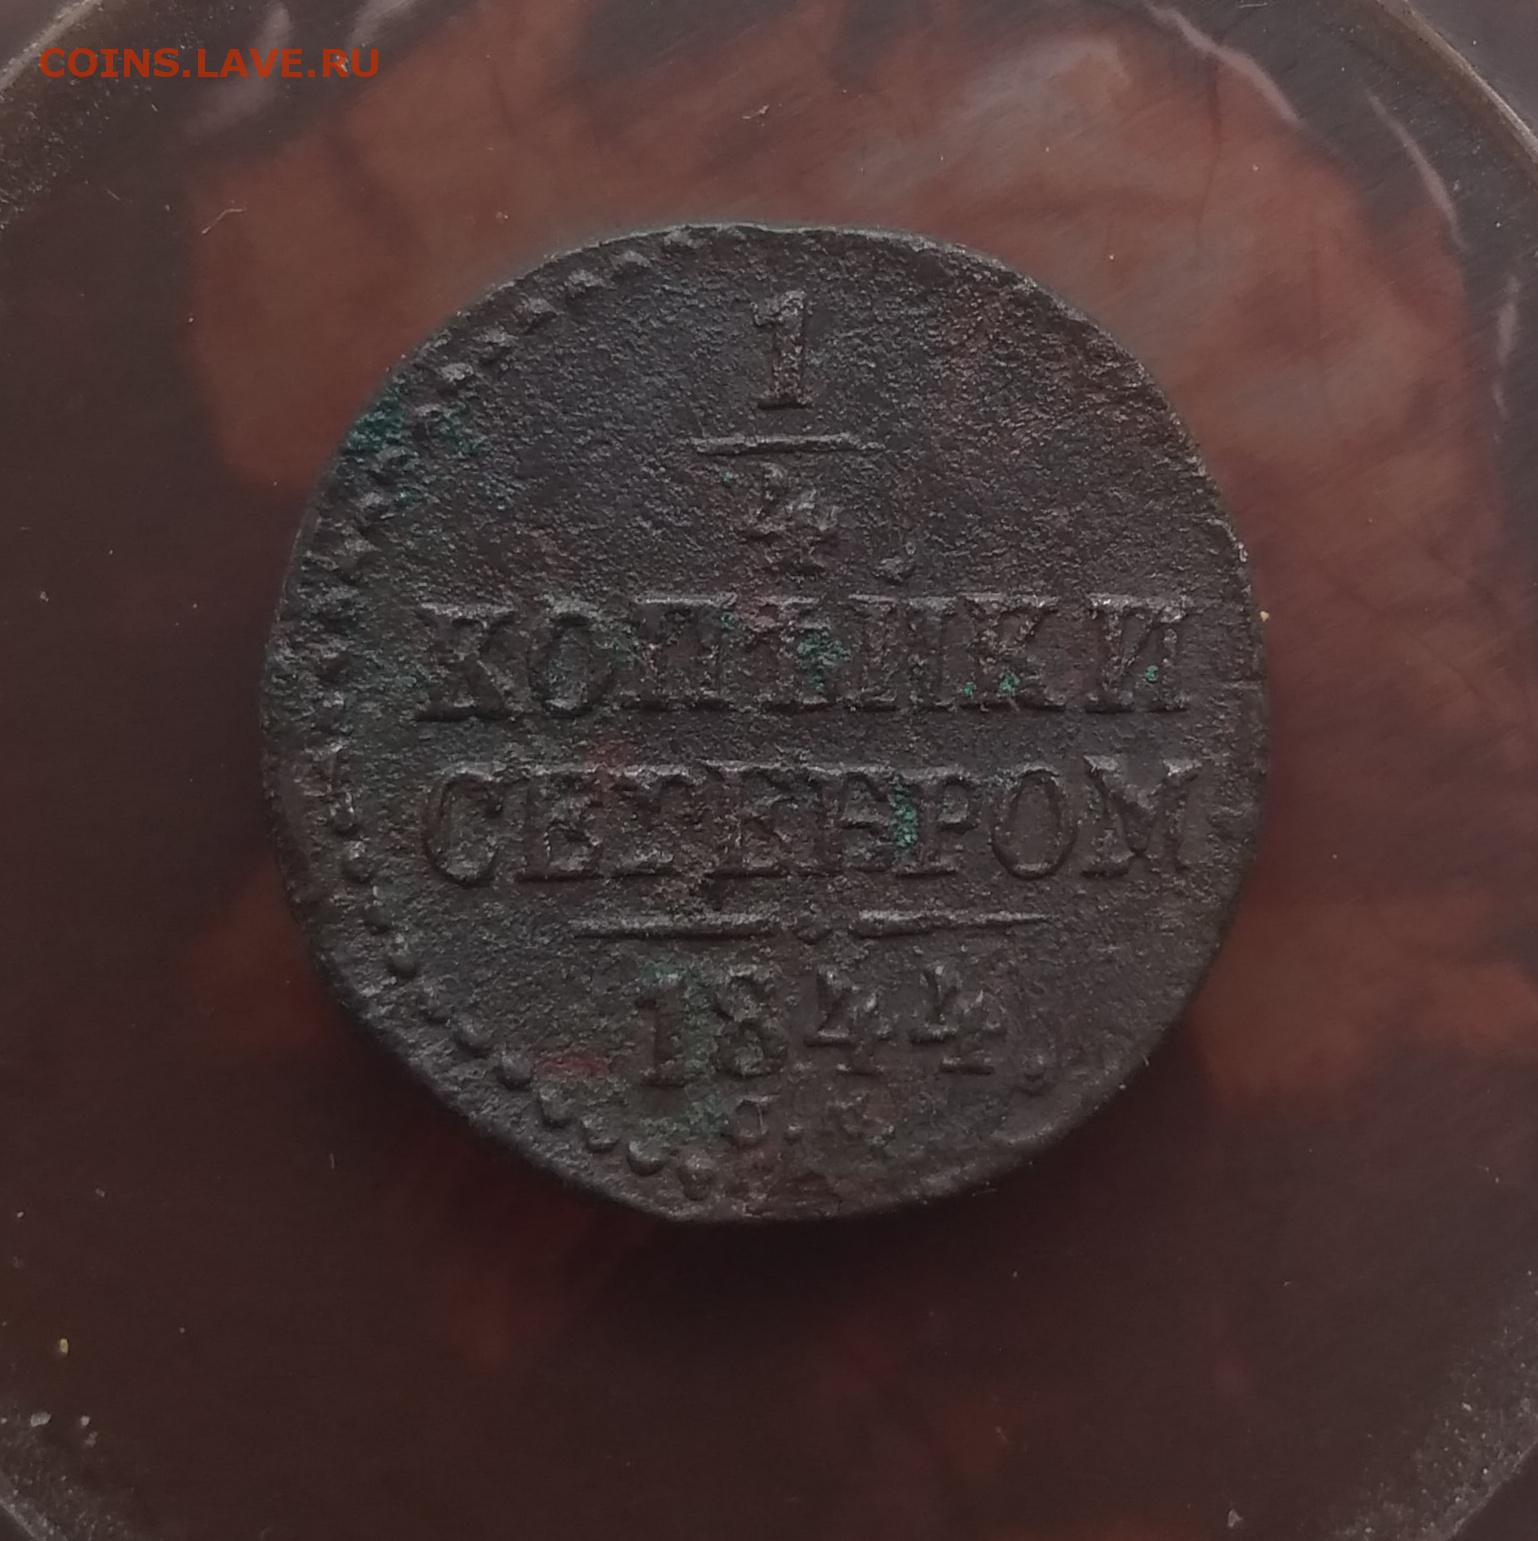 COINS.LAVE.RU
1
4.
КОПѢЙКИ
СЕРЕБРОМ
1844.